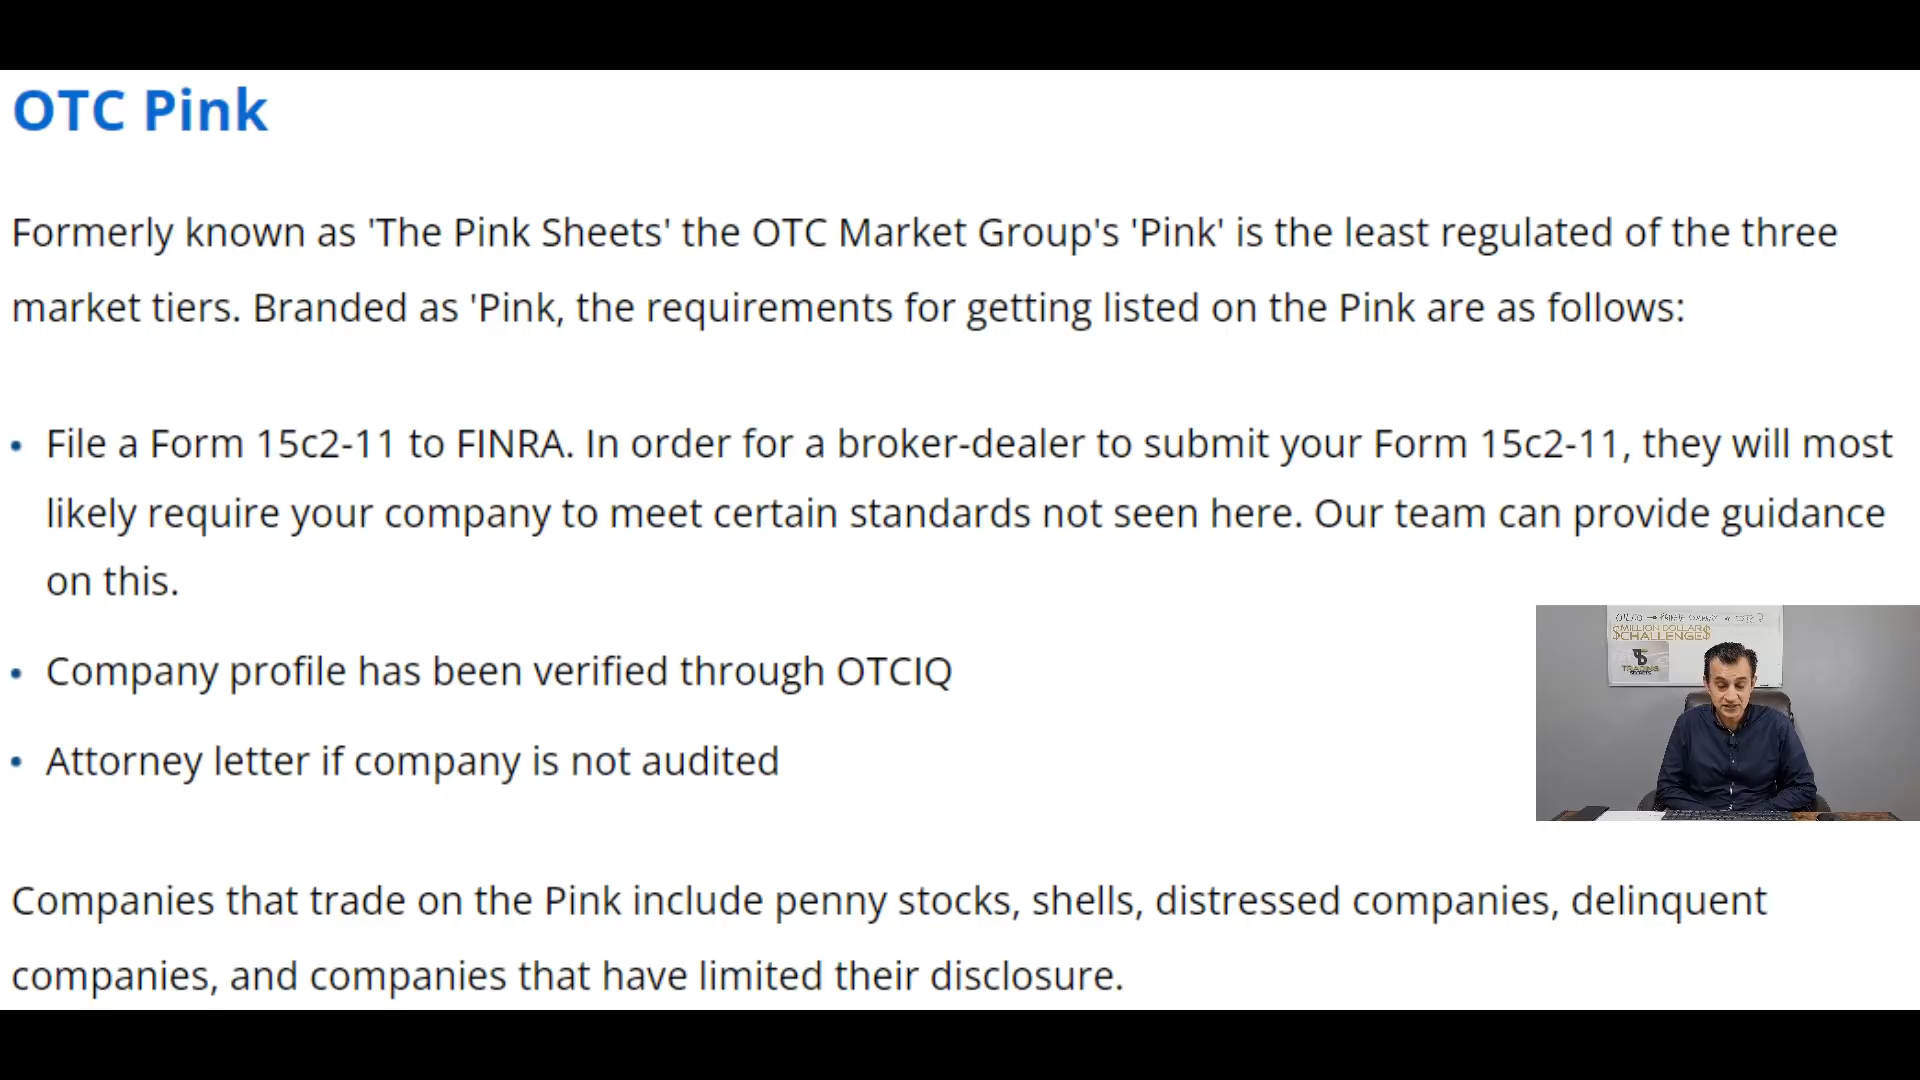 OTC Pink
Formerly known as 'The Pink Sheets' the OTC Market Group's 'Pink' is the least regulated of the three
market tiers. Branded as 'Pink, the requirements for getting listed on the Pink are as follows:
• File a Form 15c2-11 to FINRA. In order for a broker-dealer to submit your Form 15c2-11, they will most
likely require your company to meet certain standards not seen here. Our team can provide guidance
on this.
• Company profile has been verified through OTCIQ
• Attorney letter if company is not audited
Companies that trade on the Pink include penny stocks, shells, distressed companies, delinquent
companies, and companies that have limited their disclosure.
$MILLION DOLLAR$
$CHALLENGE$
TRADING
SECRETS